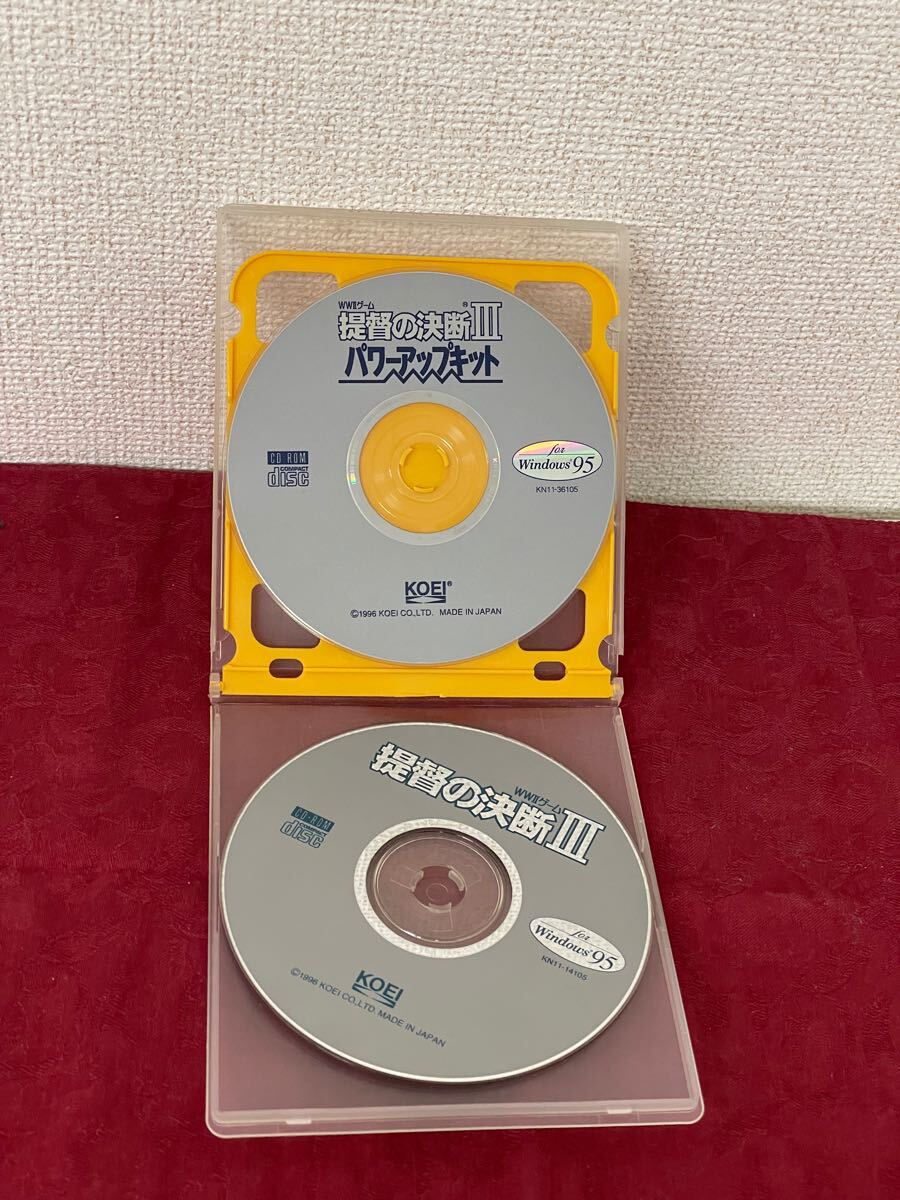 WWIIゲーム
提督の決断III®
パワーアップキット
CD ROM
COMPACT
disc
for
Windows®95
KN11-36105
KOEI®
©1996 KOEI CO.,LTD. MADE IN JAPAN
WWIIゲーム
提督の決断III
CD-ROM
COMPACT
disc
for
Windows®95
KN11-14105
KOEI
©1996 KOEI CO.,LTD. MADE IN JAPAN